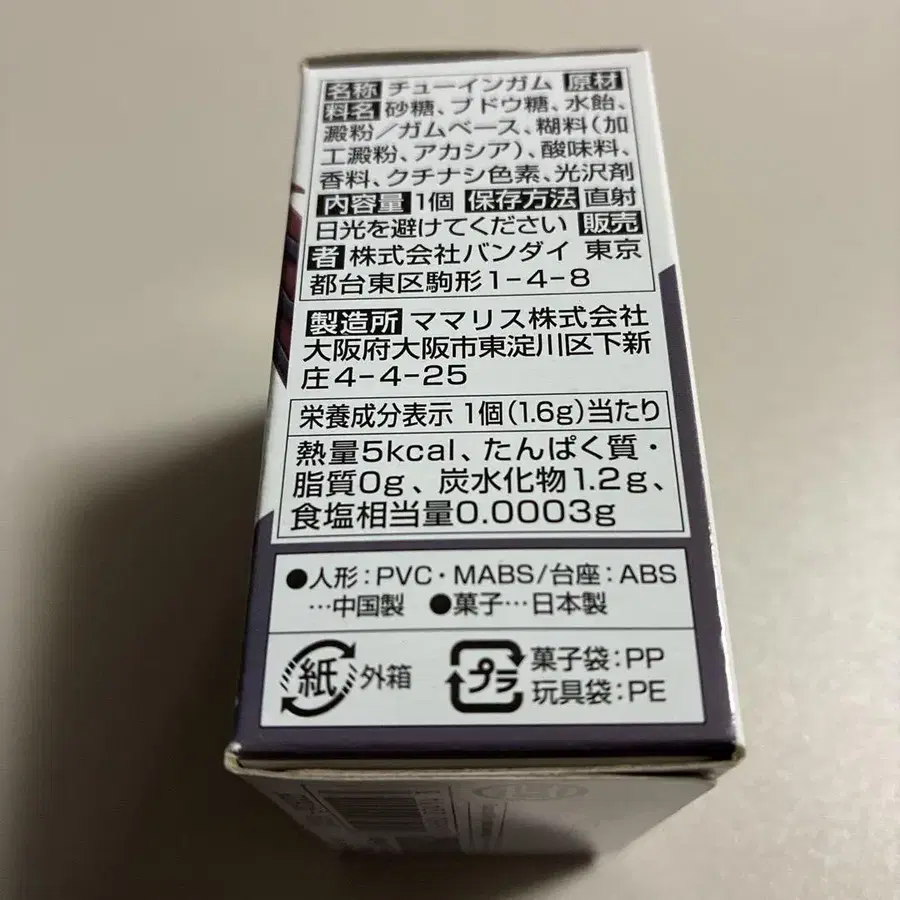 名称 チューインガム 原材
料名 砂糖、ブドウ糖、水飴、
澱粉/ガムベース、糊料(加
工澱粉、アカシア)、酸味料、
香料、クチナシ色素、光沢剤
内容量 1個 保存方法 直射
日光を避けてください 販売
者 株式会社バンダイ 東京
都台東区駒形1-4-8
製造所 ママリス株式会社
大阪府大阪市東淀川区下新
庄4-4-25
栄養成分表示 1個(1.6g)当たり
熱量5kcal、たんぱく質・
脂質0g、炭水化物1.2g、
食塩相当量0.0003g
●人形:PVC・MABS/台座:ABS
…中国製 ●菓子…日本製
紙 外箱
プラ 菓子袋:PP
玩具袋:PE